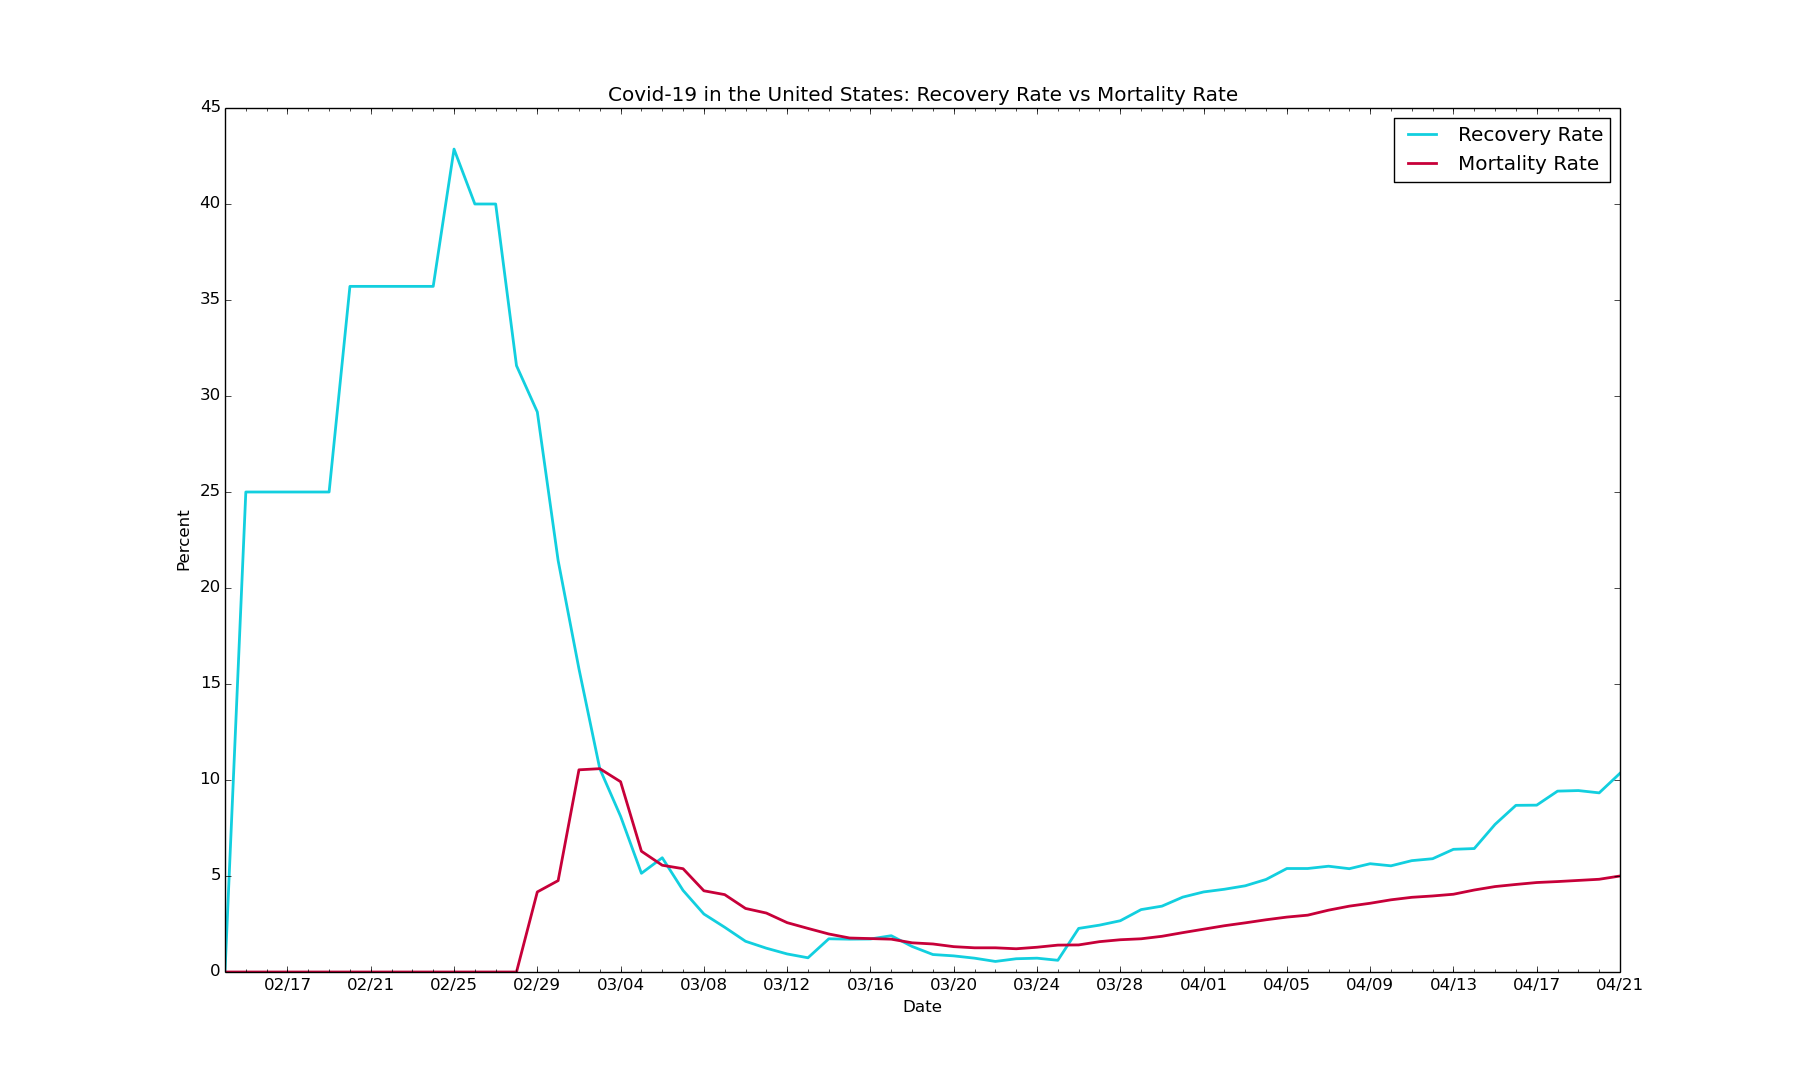 Covid-19 in the United States: Recovery Rate vs Mortality Rate
Recovery Rate
Mortality Rate
45
40
35
30
25
20
15
10
5
0
Percent
02/17 02/21 02/25 02/29 03/04 03/08 03/12 03/16 03/20 03/24 03/28 04/01 04/05 04/09 04/13 04/17 04/21
Date